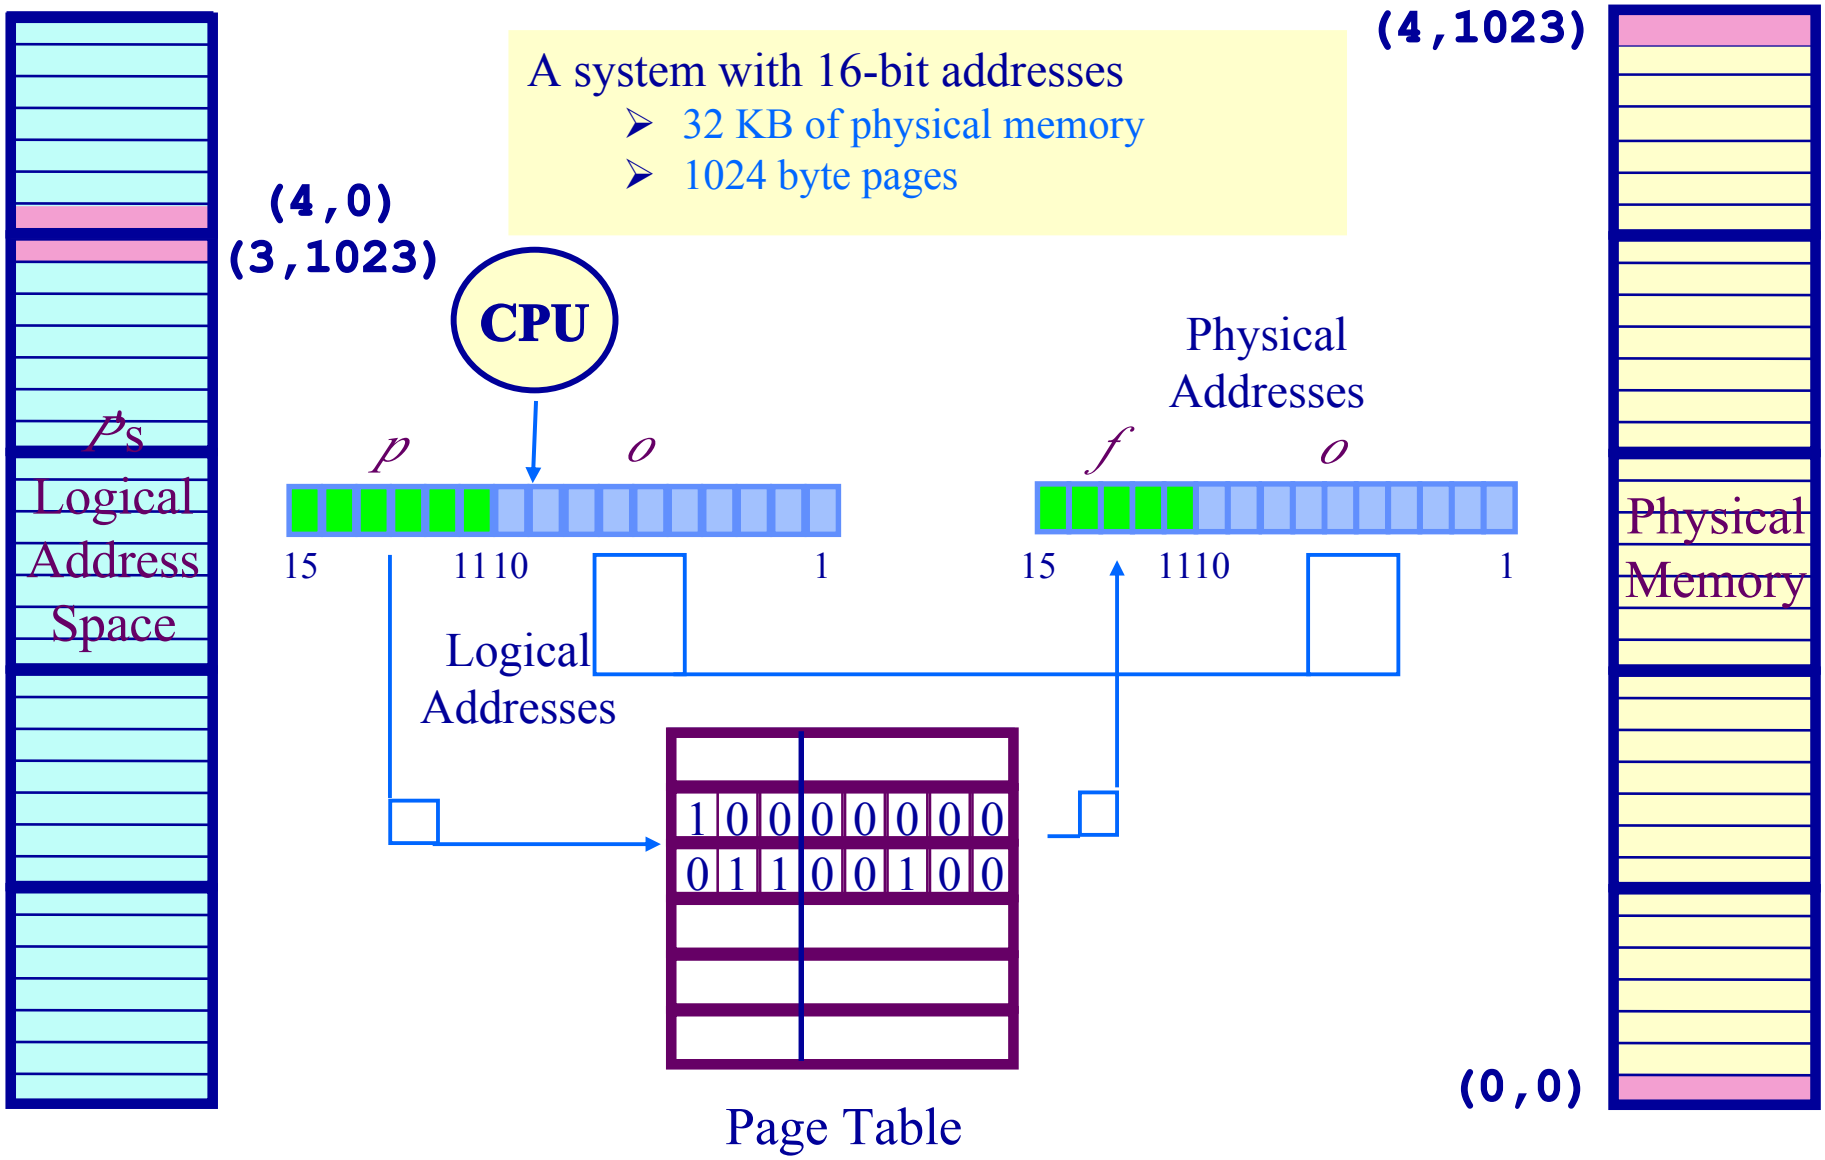 (4,1023)
A system with 16-bit addresses
➢ 32 KB of physical memory
➢ 1024 byte pages
(4,0)
(3,1023)
CPU
Physical
Addresses
P's
Logical
Address
Space
p o
f o
15 11 10 1
15 11 10 1
Physical
Memory
Logical
Addresses
1 0 0 0 0 0 0 0
0 1 1 0 0 1 0 0
(0,0)
Page Table